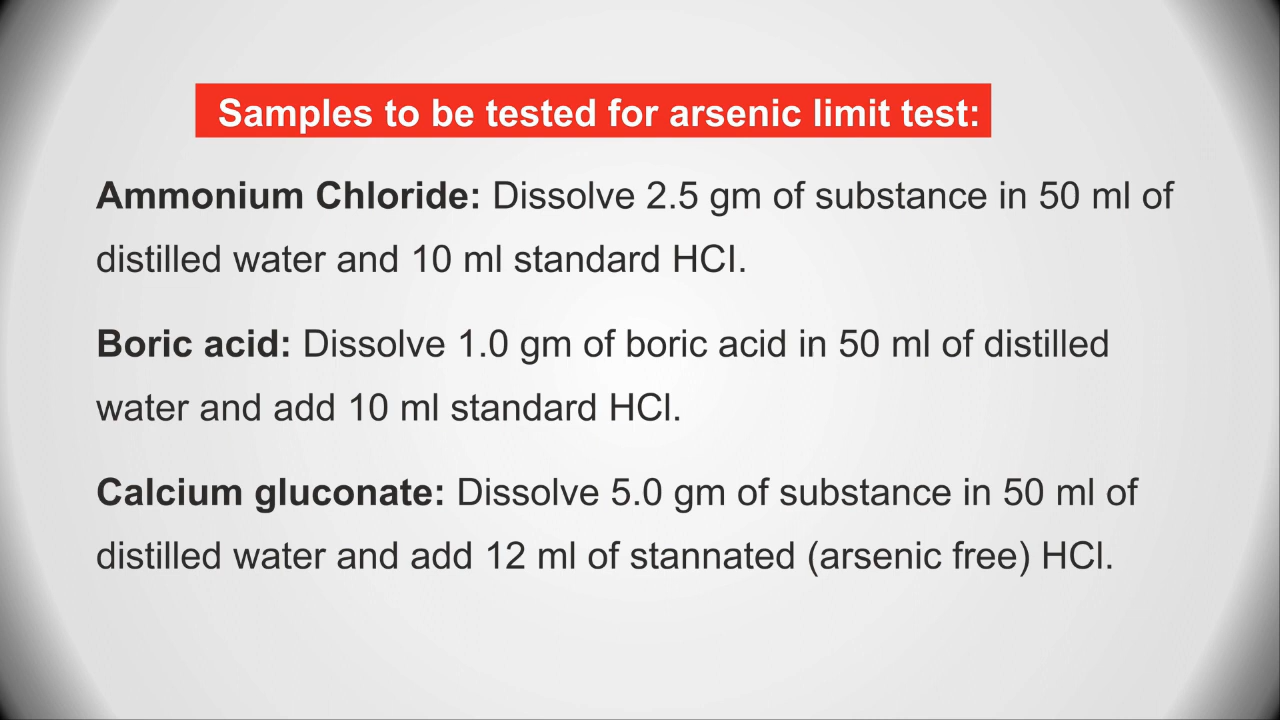 Samples to be tested for arsenic limit test:
Ammonium Chloride: Dissolve 2.5 gm of substance in 50 ml of
distilled water and 10 ml standard HCl.
Boric acid: Dissolve 1.0 gm of boric acid in 50 ml of distilled
water and add 10 ml standard HCl.
Calcium gluconate: Dissolve 5.0 gm of substance in 50 ml of
distilled water and add 12 ml of stannated (arsenic free) HCl.